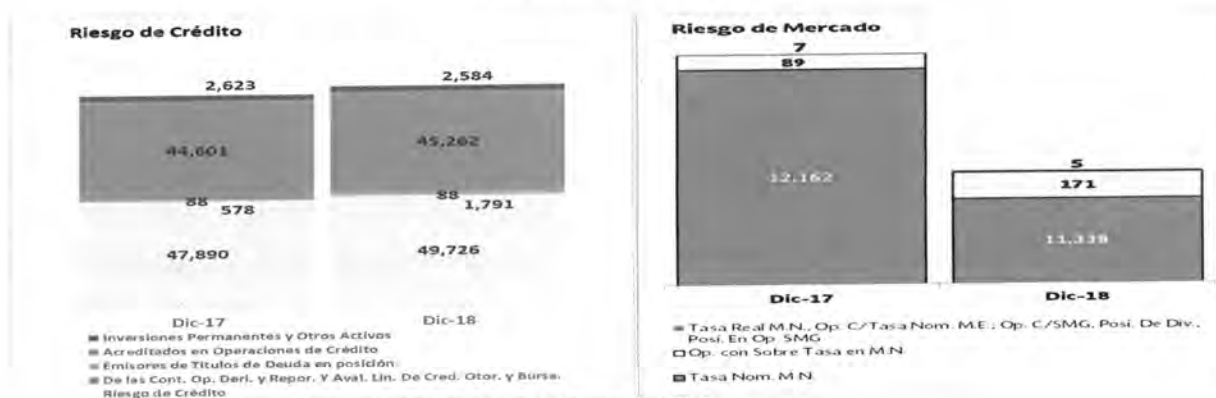 Riesgo de Crédito
2,623
2,584
44,601
45,262
88
578
88
1,791
47,890
49,726
Dic-17
Dic-18
Inversiones Permanentes y Otros Activos
Acreditados en Operaciones de Crédito
Emisores de Títulos de Deuda en posición
De las Cont. Op. Deri. y Repor. Y Aval. Lin. De Cred. Otor. y Bursa.
Riesgo de Crédito
Riesgo de Mercado
7
89
12,162
5
171
11,338
Dic-17
Dic-18
Tasa Real M.N., Op. C/Tasa Nom. M.E.; Op. C/SMG, Posi. De Div.,
Posi. En Op. SMG
Op. con Sobre Tasa en M.N.
Tasa Nom. M.N.